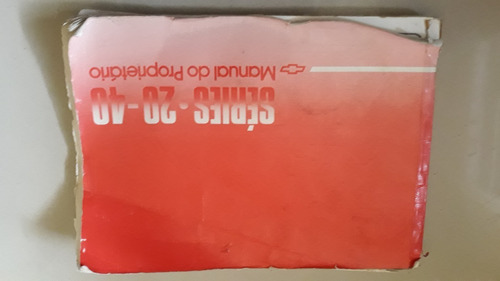 SÉRIES • 20-40
Manual do Proprietário